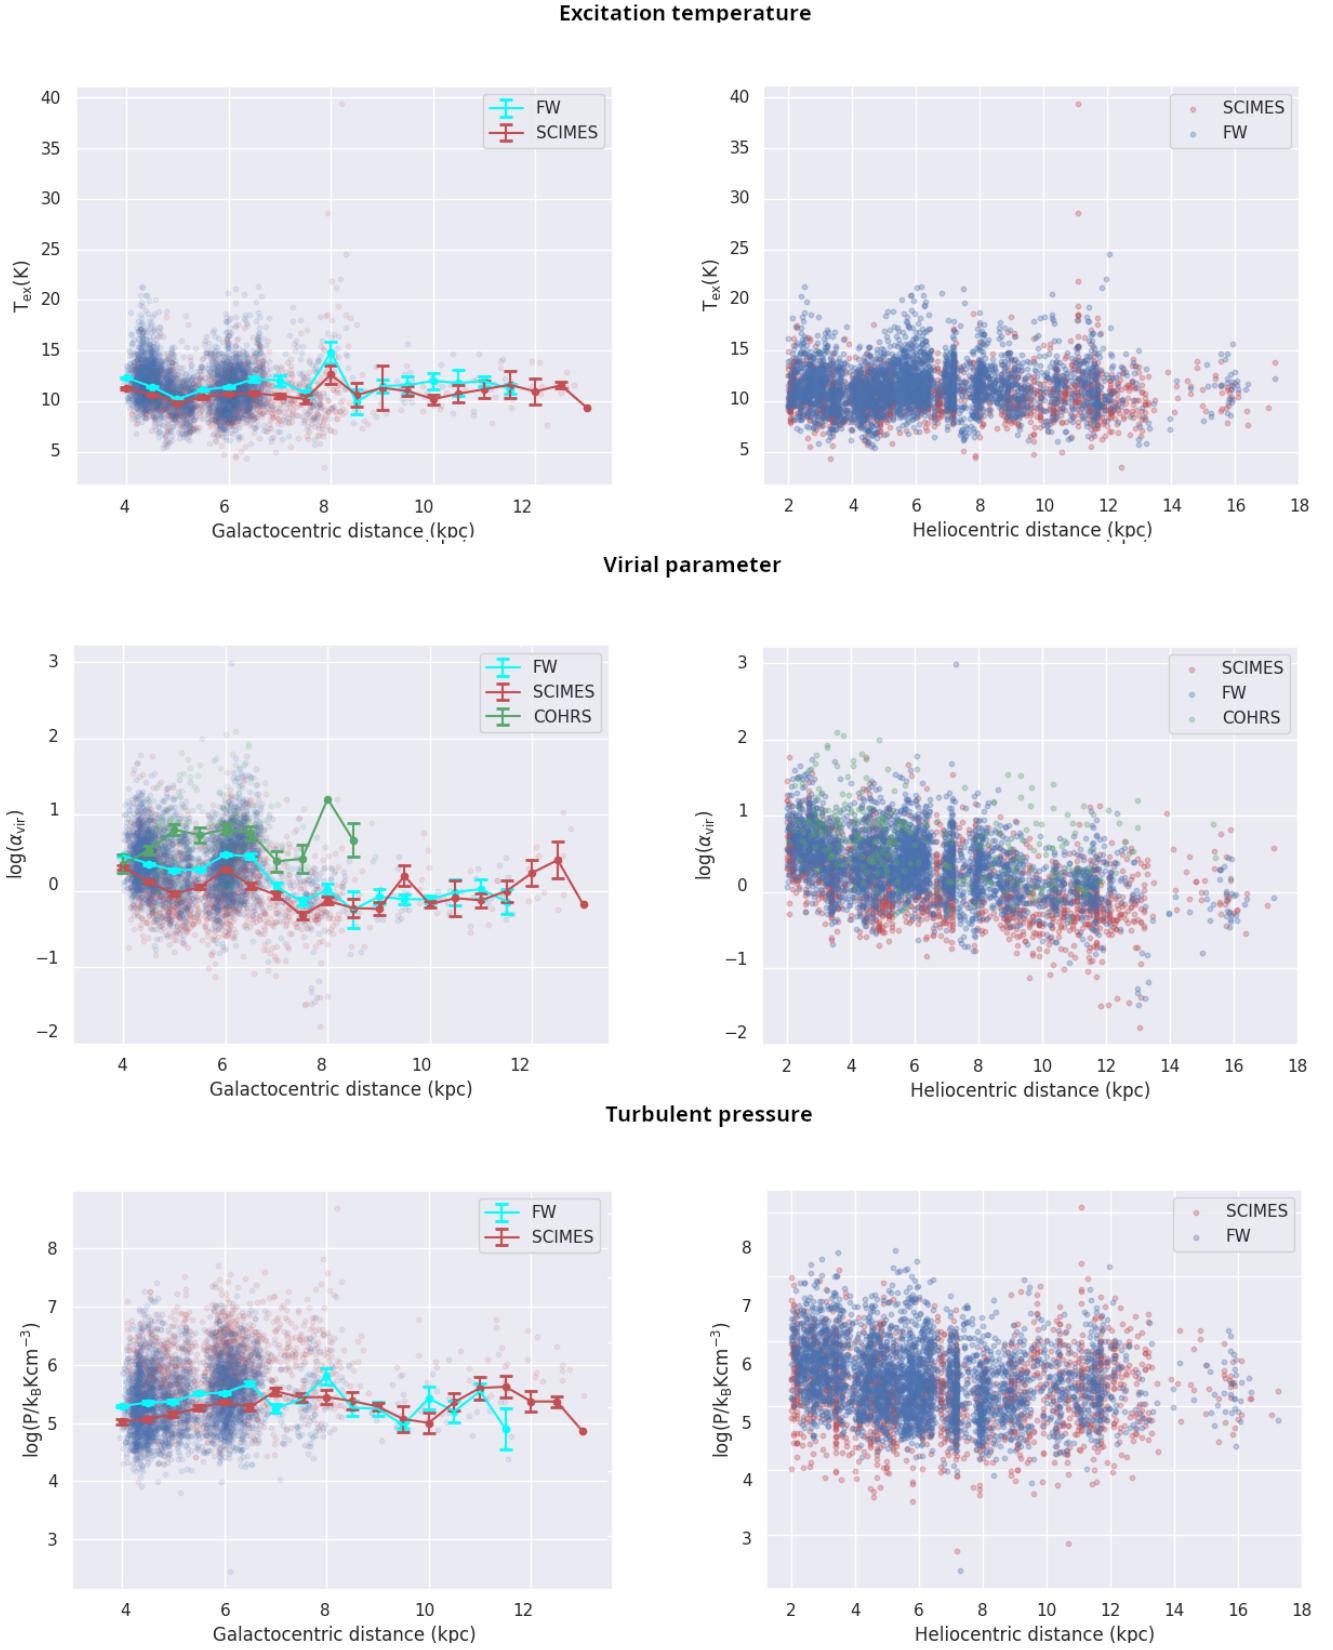 Excitation temperature
40
35
30
25
20
15
10
5
T_ex(K)
FW
SCIMES
4 6 8 10 12
Galactocentric distance (kpc)
40
35
30
25
20
15
10
5
T_ex(K)
SCIMES
FW
2 4 6 8 10 12 14 16 18
Heliocentric distance (kpc)
Virial parameter
3
2
1
0
−1
−2
log(α_vir)
FW
SCIMES
COHRS
4 6 8 10 12
Galactocentric distance (kpc)
3
2
1
0
−1
−2
log(α_vir)
SCIMES
FW
COHRS
2 4 6 8 10 12 14 16 18
Heliocentric distance (kpc)
Turbulent pressure
8
7
6
5
4
3
log(P/k_BKcm⁻³)
FW
SCIMES
4 6 8 10 12
Galactocentric distance (kpc)
8
7
6
5
4
3
log(P/k_BKcm⁻³)
SCIMES
FW
2 4 6 8 10 12 14 16 18
Heliocentric distance (kpc)